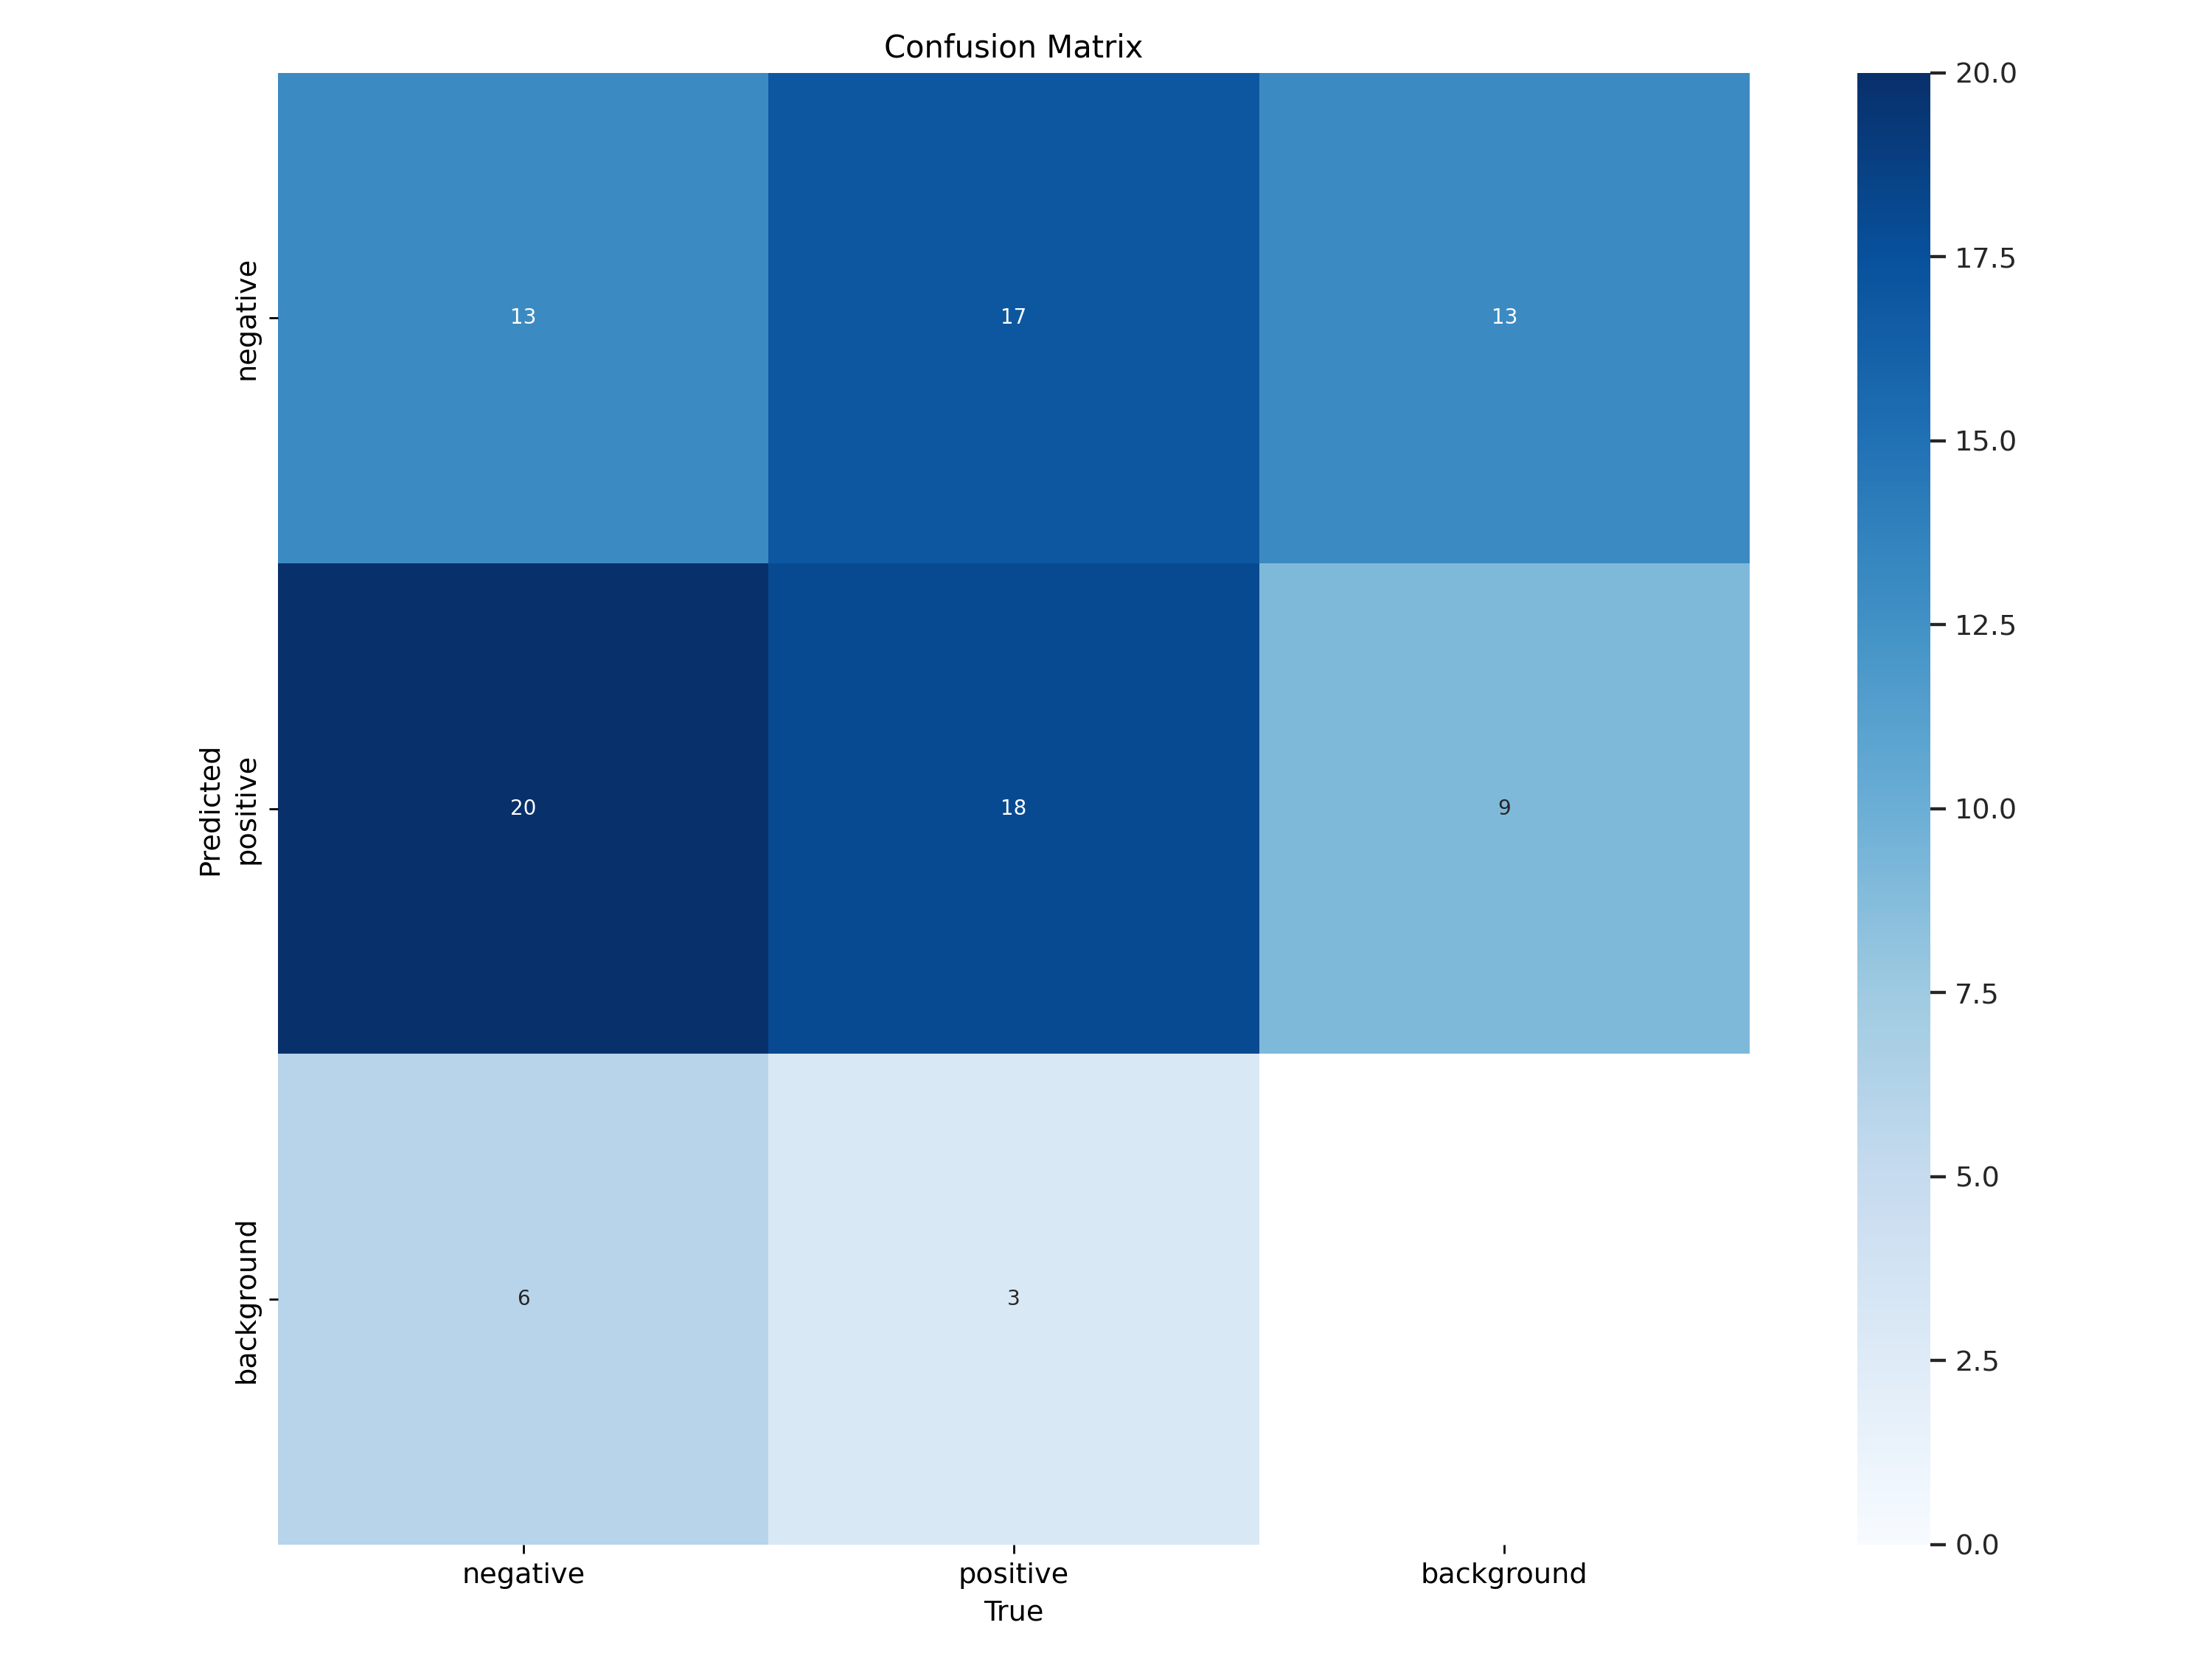 Confusion Matrix
negative
13
17
13
Predicted
positive
20
18
9
background
6
3
negative
positive
background
True
20.0
17.5
15.0
12.5
10.0
7.5
5.0
2.5
0.0